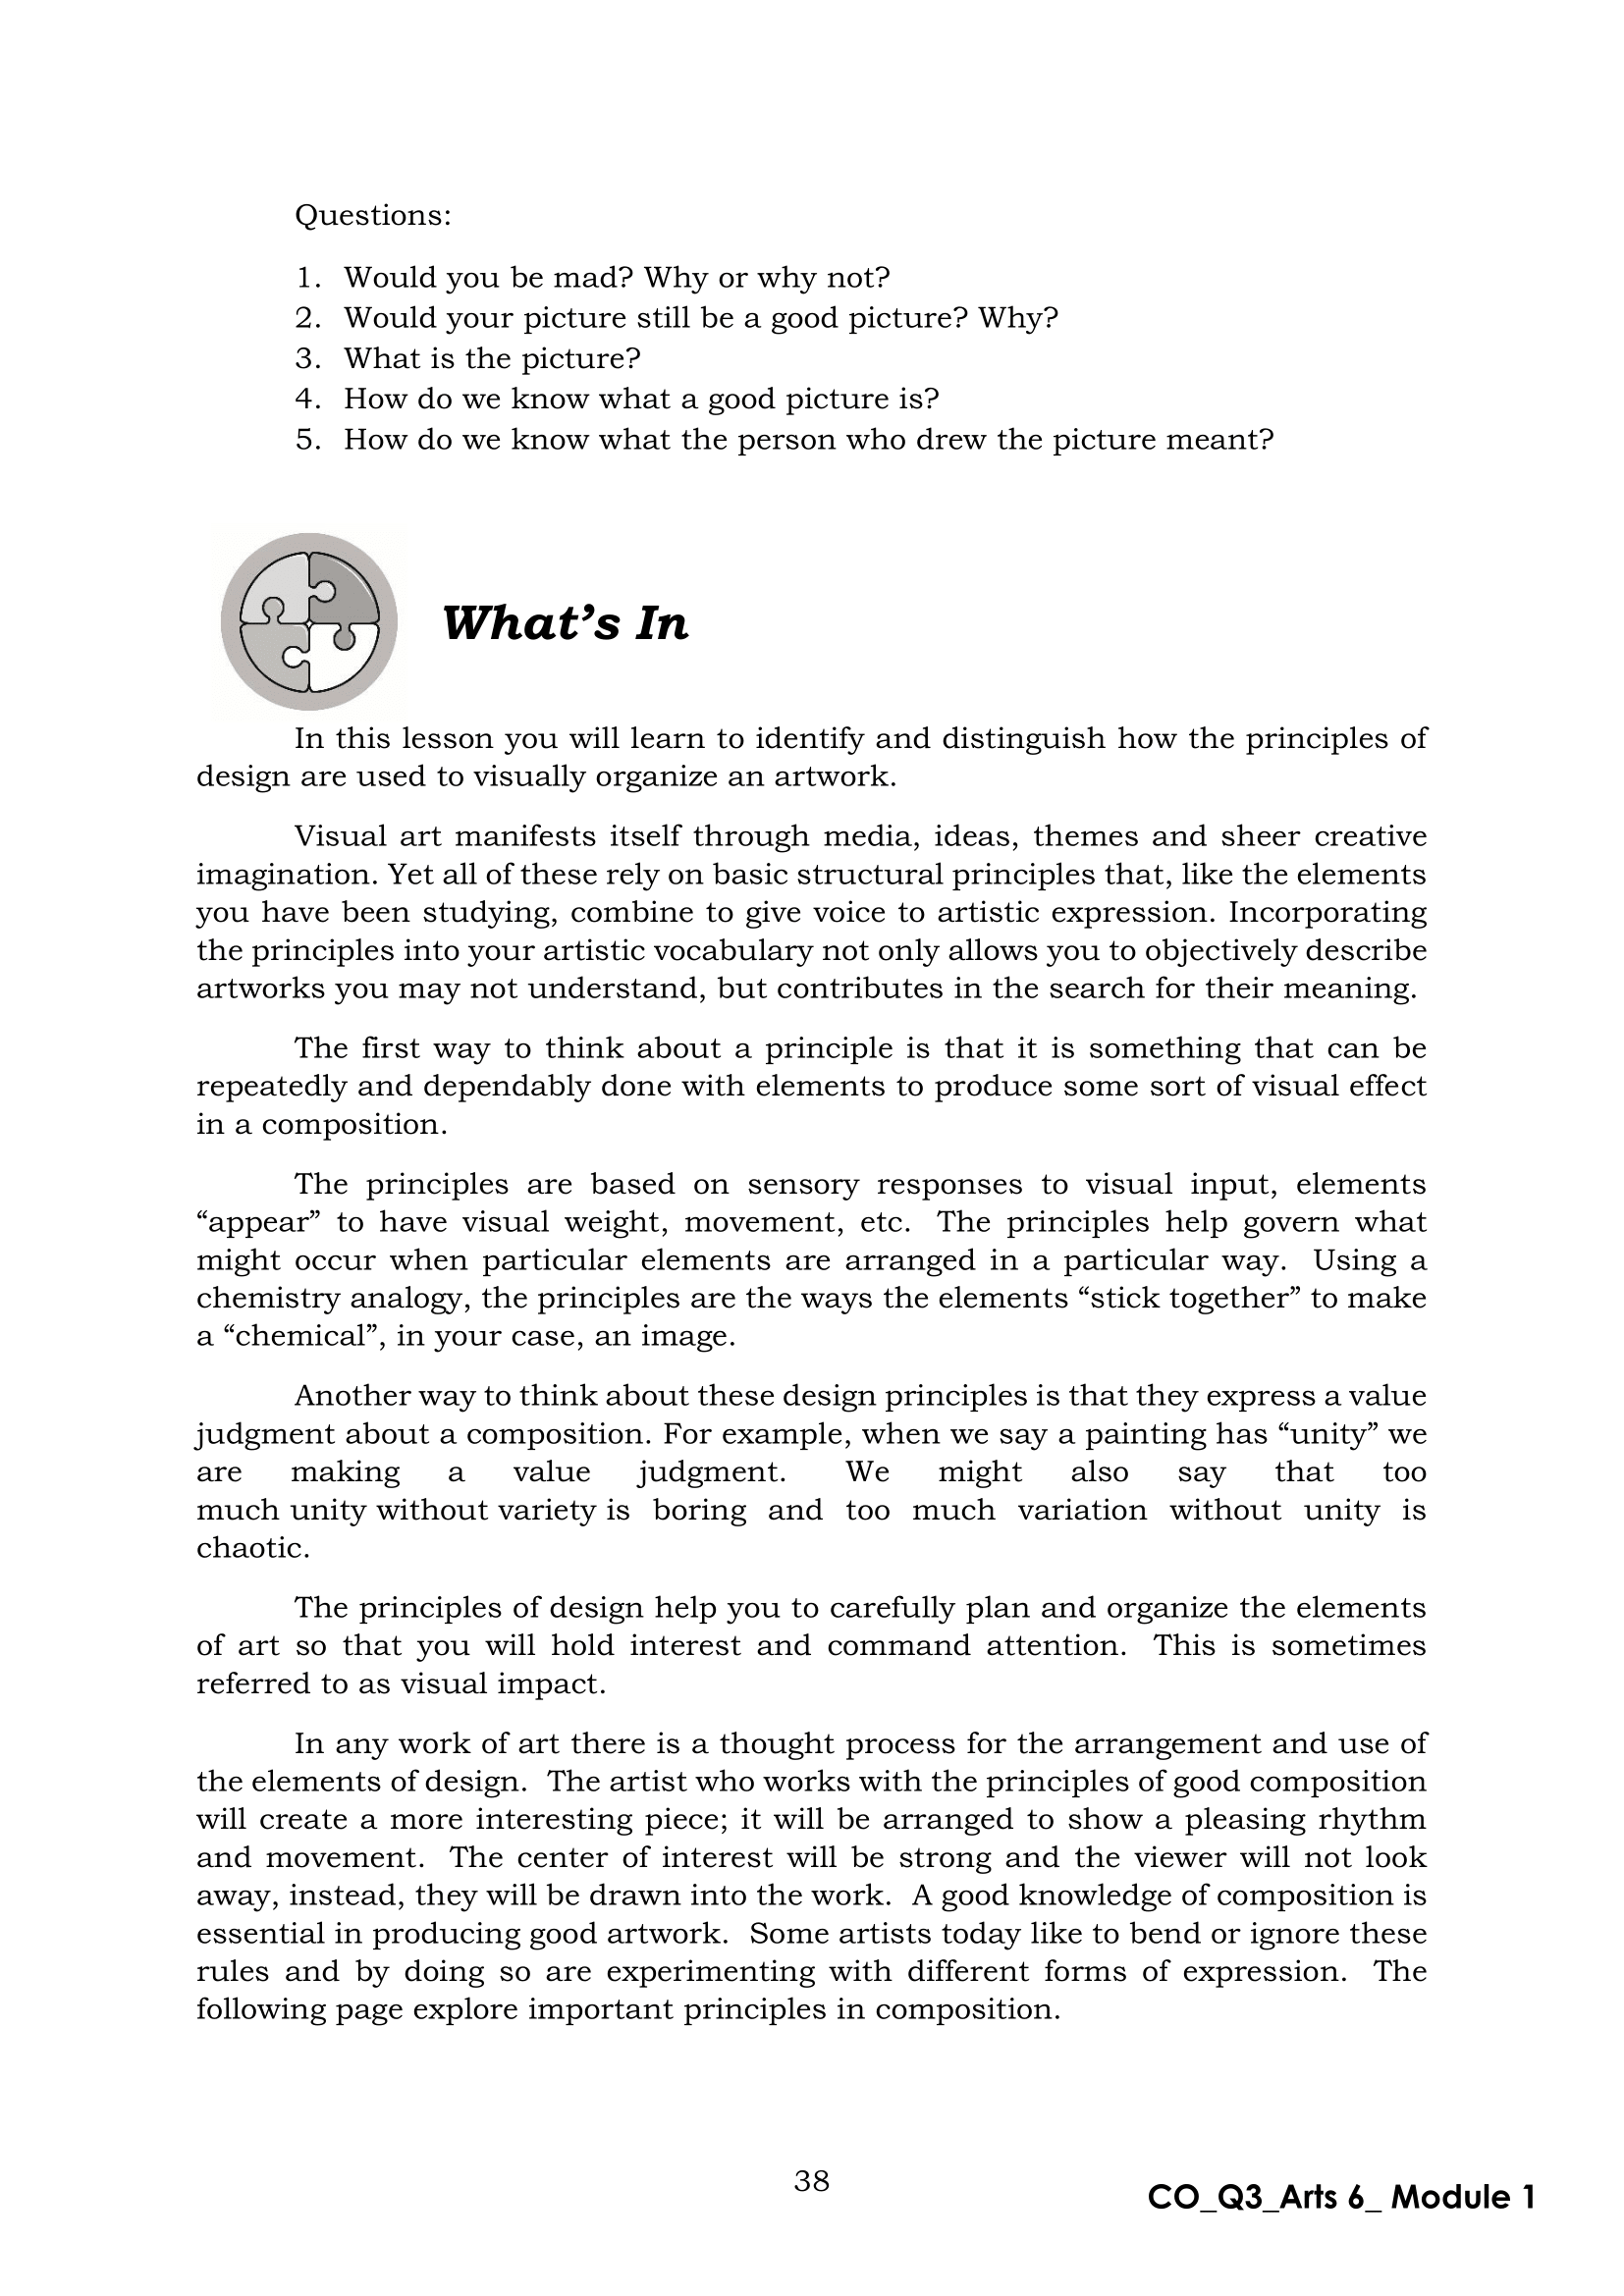 Questions:
1. Would you be mad? Why or why not?
2. Would your picture still be a good picture? Why?
3. What is the picture?
4. How do we know what a good picture is?
5. How do we know what the person who drew the picture meant?
What’s In
In this lesson you will learn to identify and distinguish how the principles of
design are used to visually organize an artwork.
Visual art manifests itself through media, ideas, themes and sheer creative
imagination. Yet all of these rely on basic structural principles that, like the elements
you have been studying, combine to give voice to artistic expression. Incorporating
the principles into your artistic vocabulary not only allows you to objectively describe
artworks you may not understand, but contributes in the search for their meaning.
The first way to think about a principle is that it is something that can be
repeatedly and dependably done with elements to produce some sort of visual effect
in a composition.
The principles are based on sensory responses to visual input, elements
“appear” to have visual weight, movement, etc. The principles help govern what
might occur when particular elements are arranged in a particular way. Using a
chemistry analogy, the principles are the ways the elements “stick together” to make
a “chemical”, in your case, an image.
Another way to think about these design principles is that they express a value
judgment about a composition. For example, when we say a painting has “unity” we
are making a value judgment. We might also say that too
much unity without variety is boring and too much variation without unity is
chaotic.
The principles of design help you to carefully plan and organize the elements
of art so that you will hold interest and command attention. This is sometimes
referred to as visual impact.
In any work of art there is a thought process for the arrangement and use of
the elements of design. The artist who works with the principles of good composition
will create a more interesting piece; it will be arranged to show a pleasing rhythm
and movement. The center of interest will be strong and the viewer will not look
away, instead, they will be drawn into the work. A good knowledge of composition is
essential in producing good artwork. Some artists today like to bend or ignore these
rules and by doing so are experimenting with different forms of expression. The
following page explore important principles in composition.
38
CO_Q3_Arts 6_ Module 1